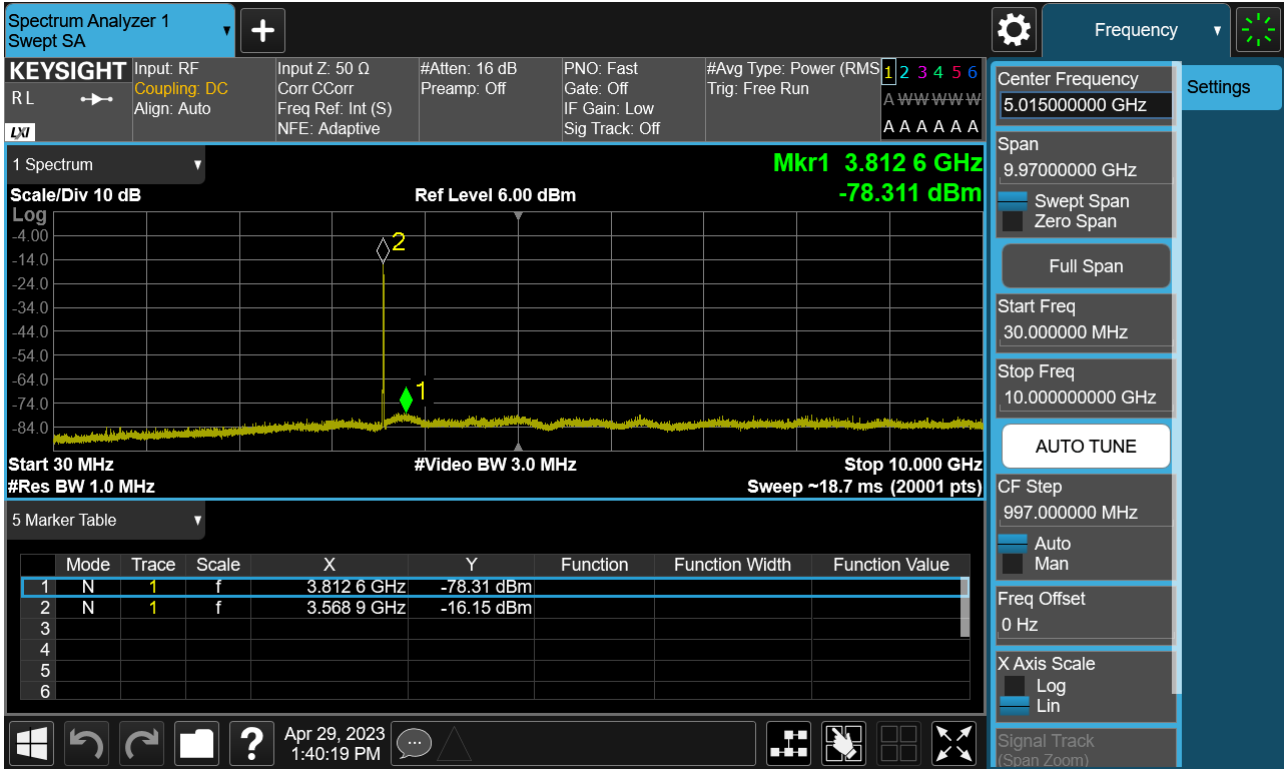 Spectrum Analyzer 1
Swept SA
Frequency
KEYSIGHT
R L
LXI
Input: RF
Coupling: DC
Align: Auto
Input Z: 50 Ω
Corr CCorr
Freq Ref: Int (S)
NFE: Adaptive
#Atten: 16 dB
Preamp: Off
PNO: Fast
Gate: Off
IF Gain: Low
Sig Track: Off
#Avg Type: Power (RMS
Trig: Free Run
1 2 3 4 5 6
A W W W W W
A A A A A A
1 Spectrum
Mkr1 3.812 6 GHz
-78.311 dBm
Scale/Div 10 dB
Ref Level 6.00 dBm
Log
-4.00
-14.0
-24.0
-34.0
-44.0
-54.0
-64.0
-74.0
-84.0
2
1
Start 30 MHz
#Video BW 3.0 MHz
Stop 10.000 GHz
#Res BW 1.0 MHz
Sweep ~18.7 ms (20001 pts)
5 Marker Table
Mode Trace Scale X Y Function Function Width Function Value
1 N 1 f 3.812 6 GHz -78.31 dBm
2 N 1 f 3.568 9 GHz -16.15 dBm
3
4
5
6
Apr 29, 2023
1:40:19 PM
Center Frequency
5.015000000 GHz
Settings
Span
9.97000000 GHz
Swept Span
Zero Span
Full Span
Start Freq
30.000000 MHz
Stop Freq
10.000000000 GHz
AUTO TUNE
CF Step
997.000000 MHz
Auto
Man
Freq Offset
0 Hz
X Axis Scale
Log
Lin
Signal Track
(Span Zoom)